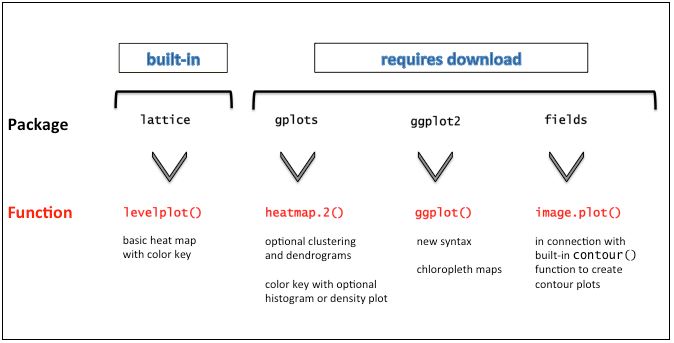 built-in
requires download
Package
lattice
gplots
ggplot2
fields
Function
levelplot()
heatmap.2()
ggplot()
image.plot()
basic heat map
with color key
optional clustering
and dendrograms
color key with optional
histogram or density plot
new syntax
chloropleth maps
in connection with
built-in contour()
function to create
contour plots